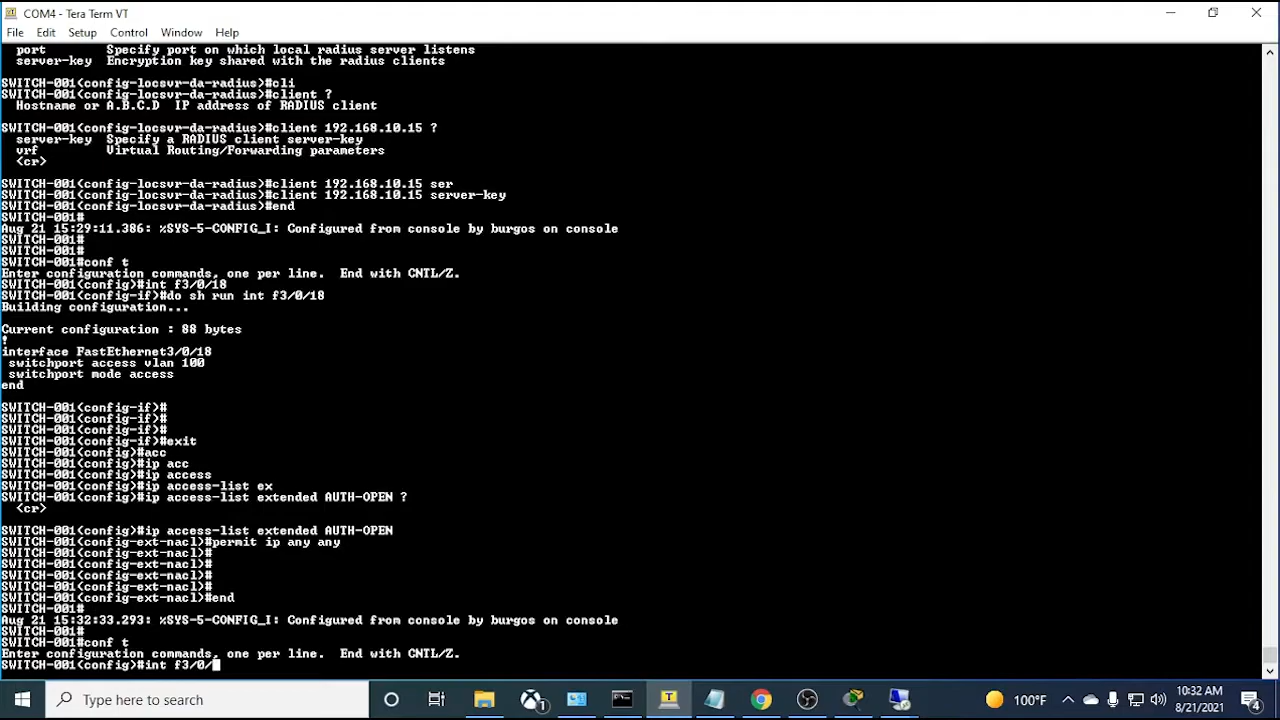 COM4 - Tera Term VT
File Edit Setup Control Window Help
port Specify port on which local radius server listens
server-key Encryption key shared with the radius clients
SWITCH-001(config-locsvr-da-radius)#cli
SWITCH-001(config-locsvr-da-radius)#client ?
Hostname or A.B.C.D IP address of RADIUS client
SWITCH-001(config-locsvr-da-radius)#client 192.168.10.15 ?
server-key Specify a RADIUS client server-key
vrf Virtual Routing/Forwarding parameters
<cr>
SWITCH-001(config-locsvr-da-radius)#client 192.168.10.15 ser
SWITCH-001(config-locsvr-da-radius)#client 192.168.10.15 server-key
SWITCH-001(config-locsvr-da-radius)#end
SWITCH-001#
Aug 21 15:29:11.386: %SYS-5-CONFIG_I: Configured from console by burgos on console
SWITCH-001#
SWITCH-001#
SWITCH-001#conf t
Enter configuration commands, one per line. End with CNTL/Z.
SWITCH-001(config)#int f3/0/18
SWITCH-001(config-if)#do sh run int f3/0/18
Building configuration...
Current configuration : 88 bytes
!
interface FastEthernet3/0/18
switchport access vlan 100
switchport mode access
end
SWITCH-001(config-if)#
SWITCH-001(config-if)#
SWITCH-001(config-if)#
SWITCH-001(config-if)#exit
SWITCH-001(config)#acc
SWITCH-001(config)#ip acc
SWITCH-001(config)#ip access
SWITCH-001(config)#ip access-list ex
SWITCH-001(config)#ip access-list extended AUTH-OPEN ?
<cr>
SWITCH-001(config)#ip access-list extended AUTH-OPEN
SWITCH-001(config-ext-nacl)#permit ip any any
SWITCH-001(config-ext-nacl)#
SWITCH-001(config-ext-nacl)#
SWITCH-001(config-ext-nacl)#
SWITCH-001(config-ext-nacl)#
SWITCH-001(config-ext-nacl)#end
SWITCH-001#
Aug 21 15:32:33.293: %SYS-5-CONFIG_I: Configured from console by burgos on console
SWITCH-001#
SWITCH-001#conf t
Enter configuration commands, one per line. End with CNTL/Z.
SWITCH-001(config)#int f3/0/
Type here to search
1
100°F
10:32 AM
8/21/2021
4